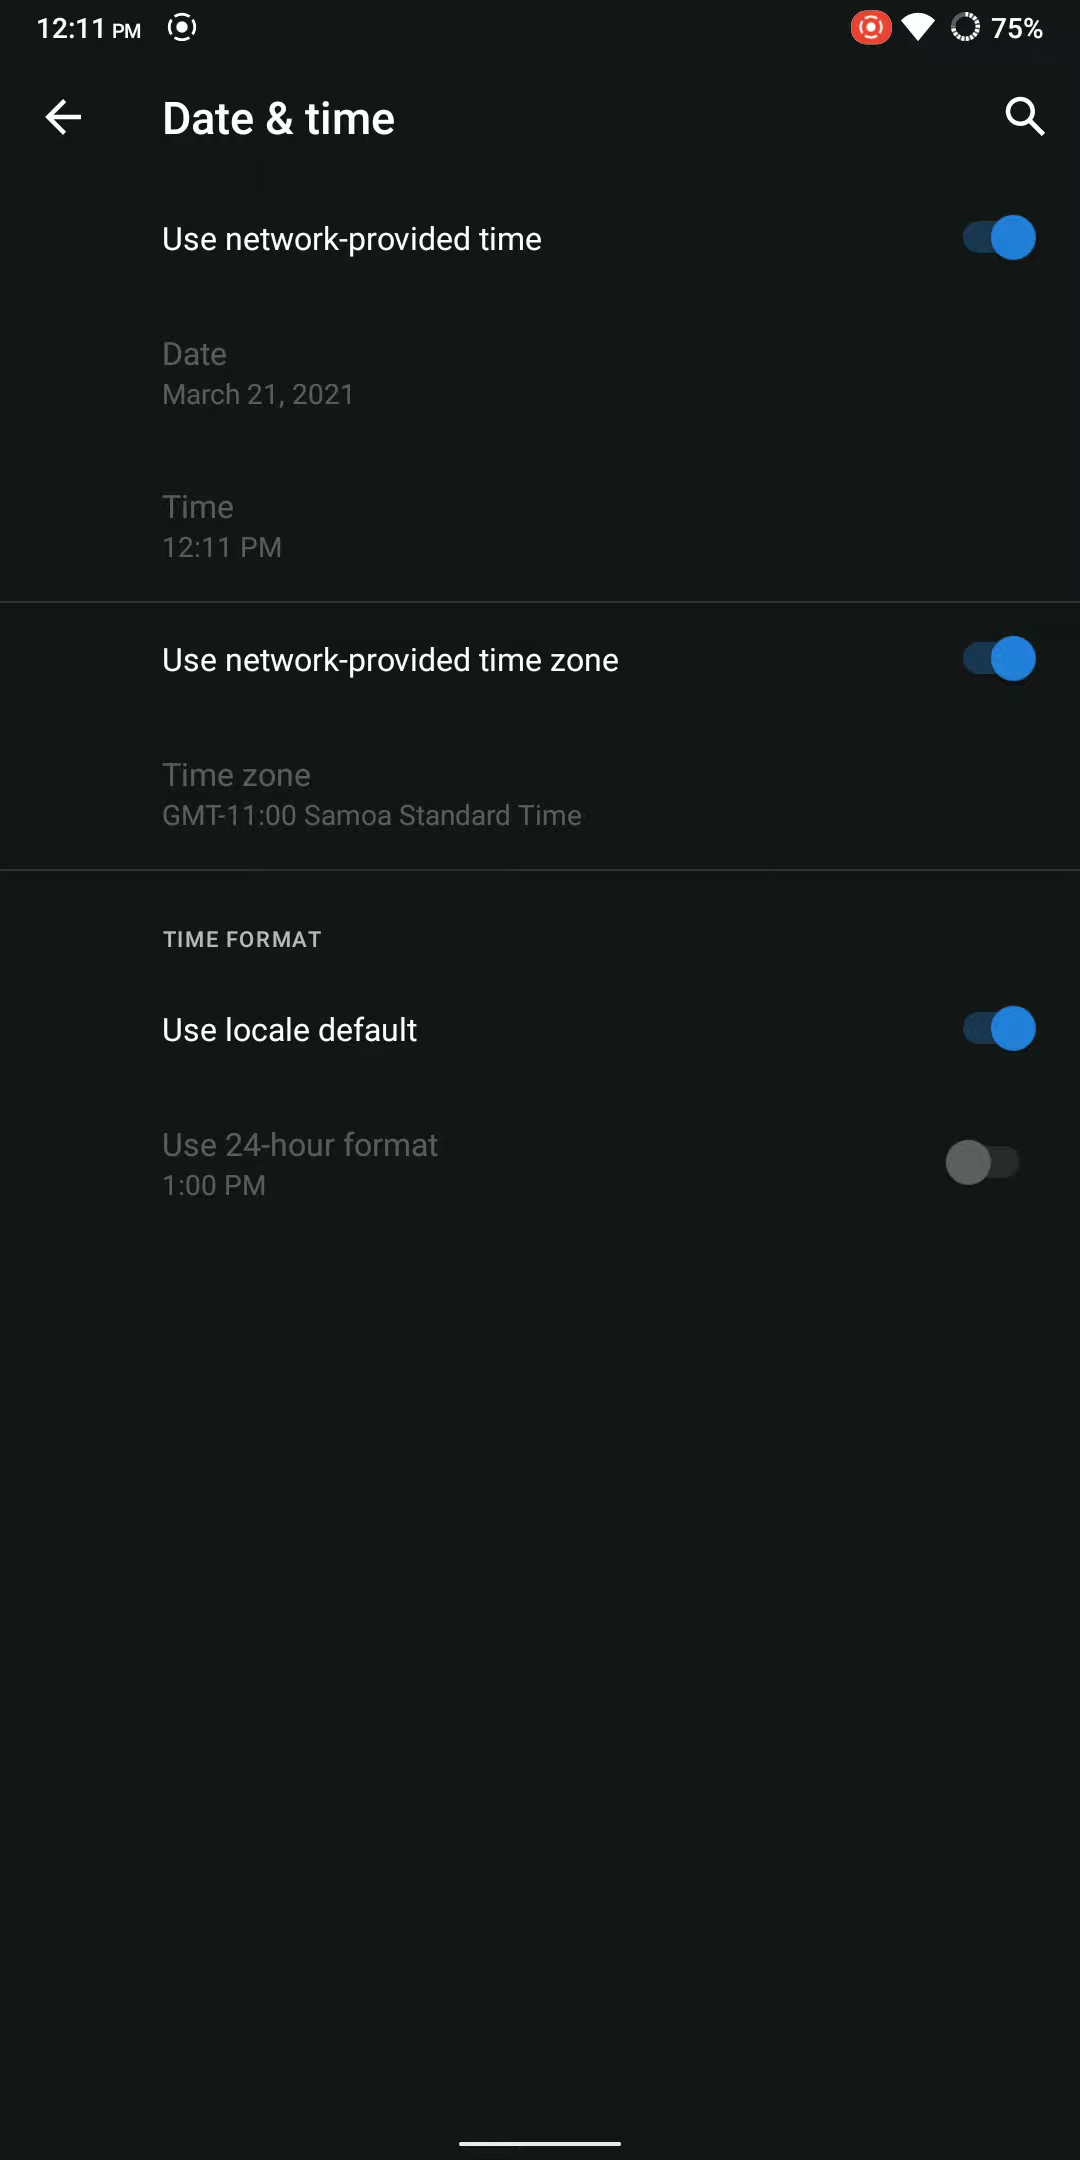 12:11 PM 75%
Date & time
Use network-provided time
Date
March 21, 2021
Time
12:11 PM
Use network-provided time zone
Time zone
GMT-11:00 Samoa Standard Time
TIME FORMAT
Use locale default
Use 24-hour format
1:00 PM